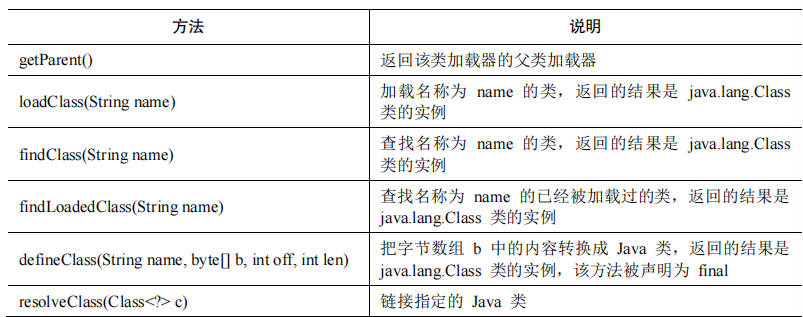 方法 说明
getParent() 返回该类加载器的父类加载器
loadClass(String name) 加载名称为 name 的类，返回的结果是 java.lang.Class
类的实例
findClass(String name) 查找名称为 name 的类，返回的结果是 java.lang.Class
类的实例
findLoadedClass(String name) 查找名称为 name 的已经被加载过的类，返回的结果是
java.lang.Class 类的实例
defineClass(String name, byte[] b, int off, int len) 把字节数组 b 中的内容转换成 Java 类，返回的结果是
java.lang.Class 类的实例，该方法被声明为 final
resolveClass(Class<?> c) 链接指定的 Java 类